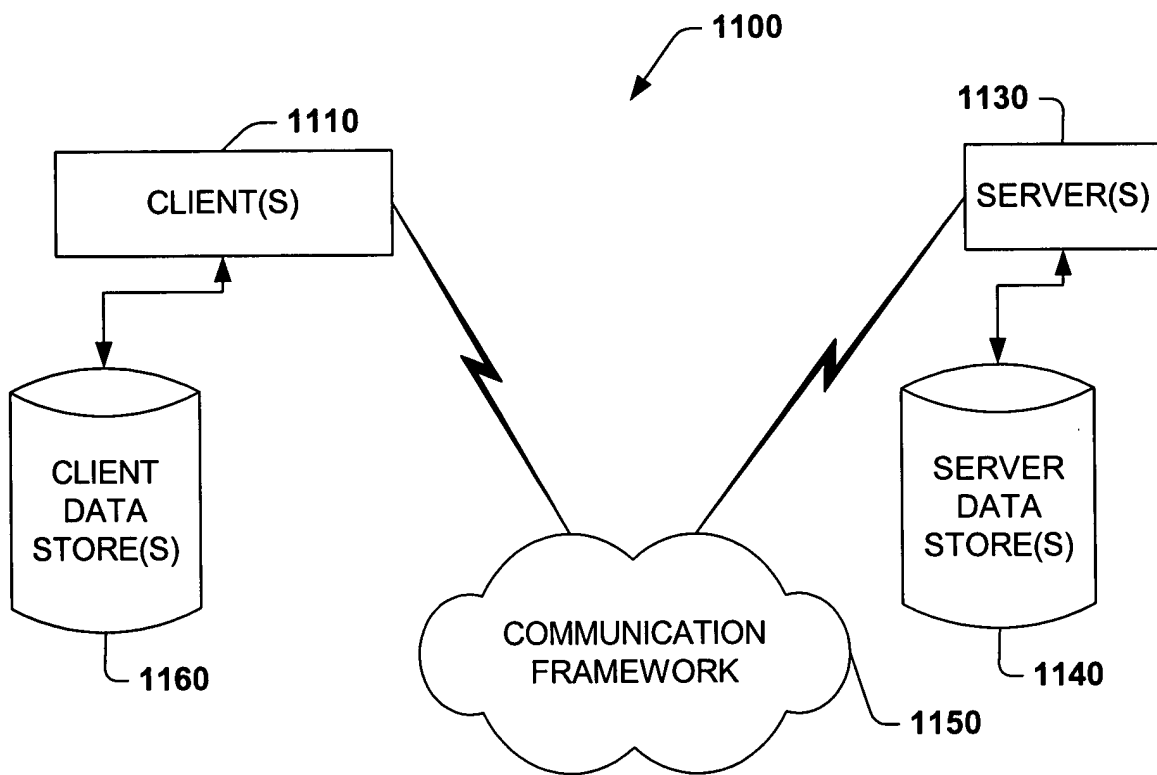 1100
1110
1130
CLIENT(S)
SERVER(S)
CLIENT
DATA
STORE(S)
SERVER
DATA
STORE(S)
COMMUNICATION
FRAMEWORK
1160
1140
1150